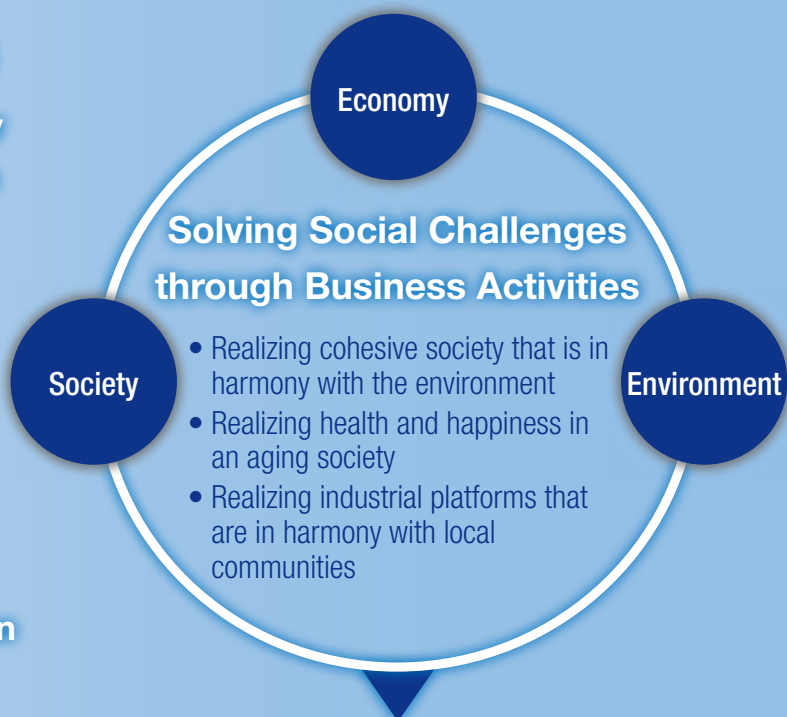 Economy
Solving Social Challenges
through Business Activities
Society
• Realizing cohesive society that is in
harmony with the environment
• Realizing health and happiness in
an aging society
• Realizing industrial platforms that
are in harmony with local
communities
Environment